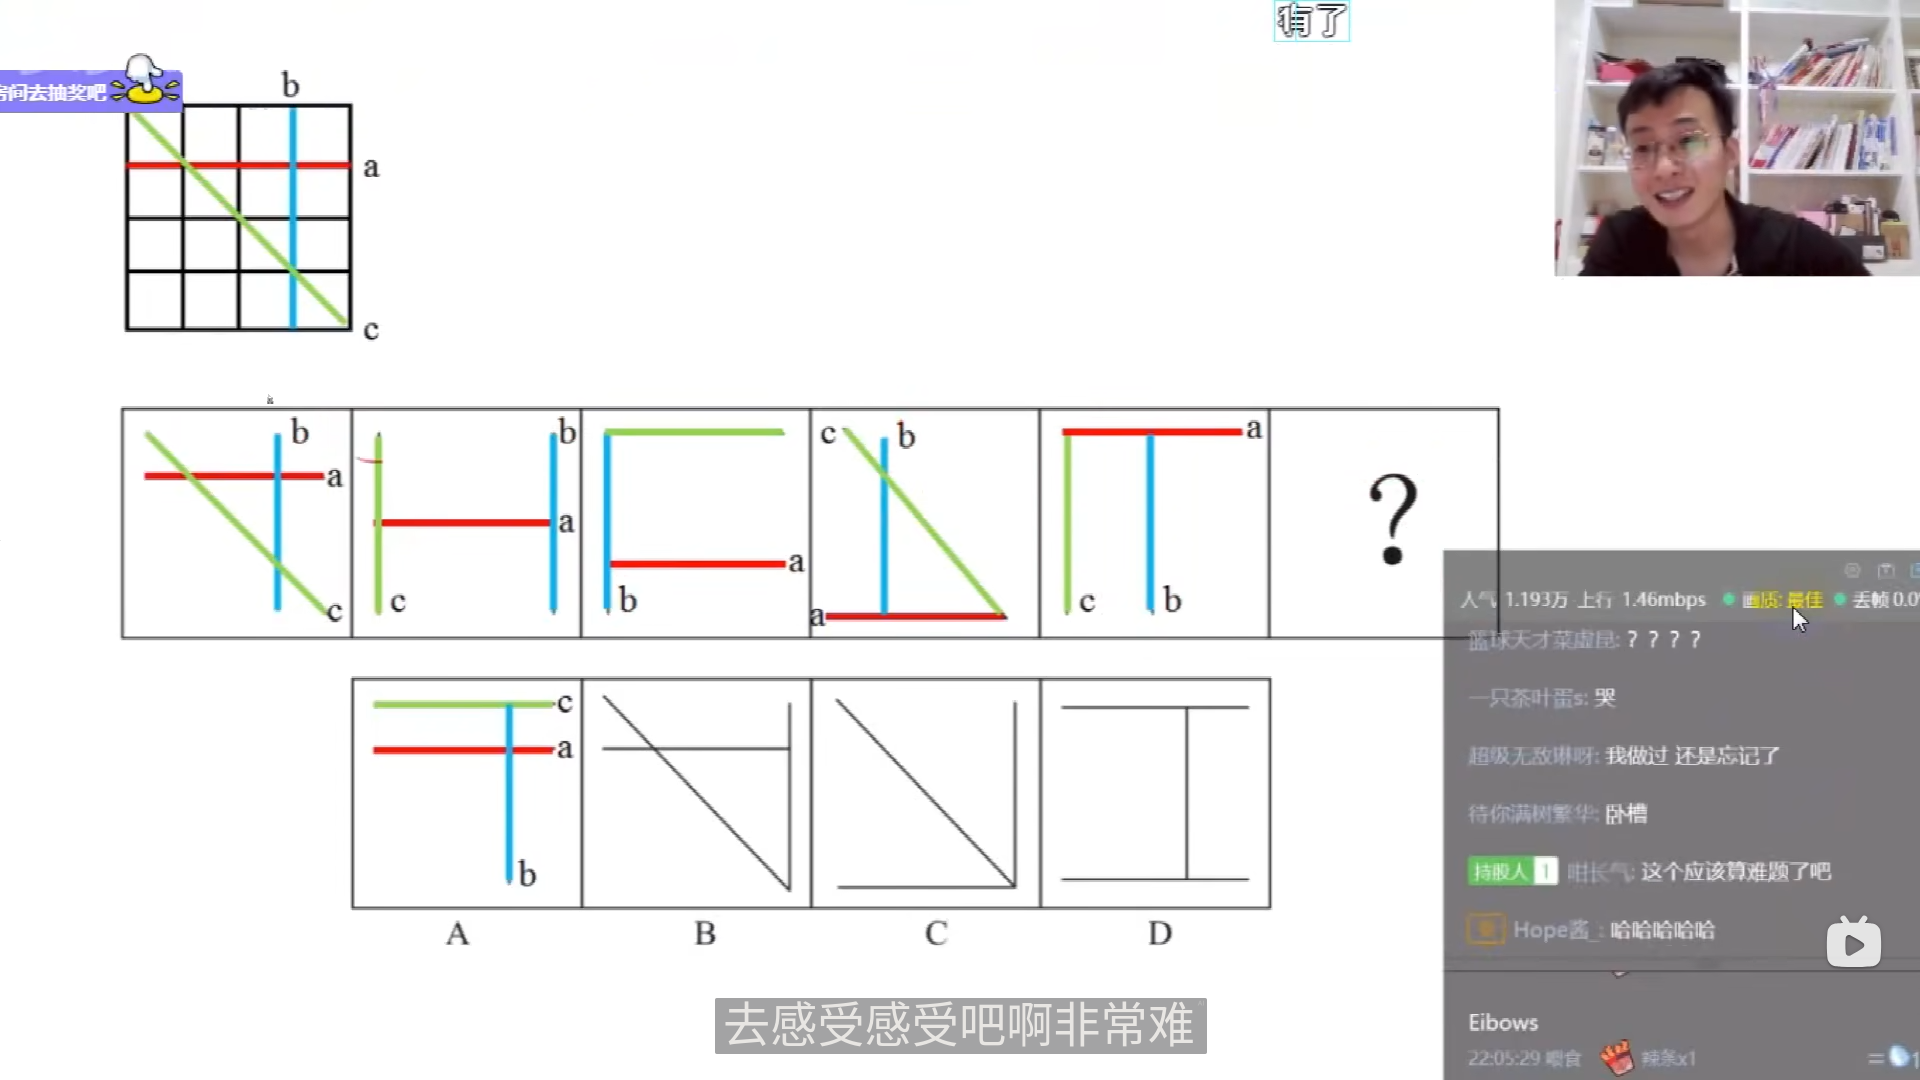 有了
房间去抽奖吧
b
a
c
b
a
c
b
a
c
a
b
c
b
a
a
c
b
?
人气 1.193万 上行 1.46mbps 画质: 最佳 丢帧 0.0
篮球天才菜虚昆: ? ? ? ?
一只茶叶蛋s: 哭
超级无敌琳呀: 我做过 还是忘记了
待你满树繁华: 卧槽
持股人 1 咁长气: 这个应该算难题了吧
Hope酱_: 哈哈哈哈哈
c
a
b
A
B
C
D
去感受感受吧啊非常难
Eibows
22:05:29 喂食 辣条x1